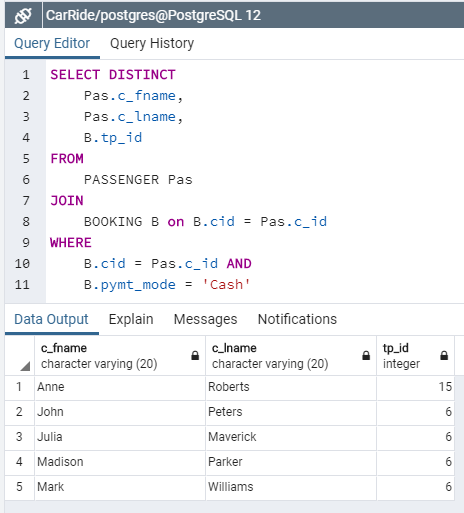 CarRide/postgres@PostgreSQL 12
Query Editor Query History
1 SELECT DISTINCT
2 Pas.c_fname,
3 Pas.c_lname,
4 B.tp_id
5 FROM
6 PASSENGER Pas
7 JOIN
8 BOOKING B on B.cid = Pas.c_id
9 WHERE
10 B.cid = Pas.c_id AND
11 B.pymt_mode = 'Cash'
Data Output Explain Messages Notifications
c_fname c_lname tp_id
character varying (20) character varying (20) integer
1 Anne Roberts 15
2 John Peters 6
3 Julia Maverick 6
4 Madison Parker 6
5 Mark Williams 6